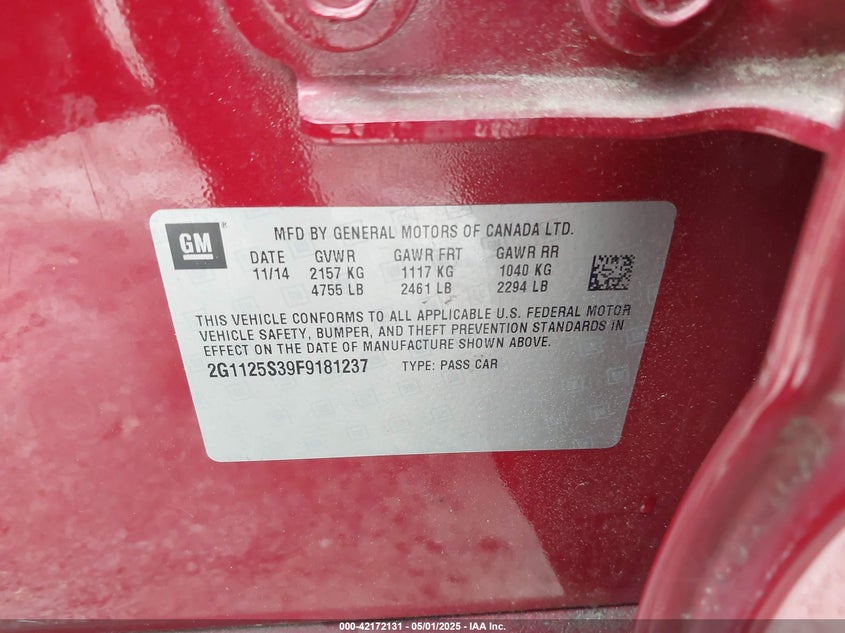 GM
MFD BY GENERAL MOTORS OF CANADA LTD.
DATE GVWR GAWR FRT GAWR RR
11/14 2157 KG 1117 KG 1040 KG
4755 LB 2461 LB 2294 LB
THIS VEHICLE CONFORMS TO ALL APPLICABLE U.S. FEDERAL MOTOR
VEHICLE SAFETY, BUMPER, AND THEFT PREVENTION STANDARDS IN
EFFECT ON THE DATE OF MANUFACTURE SHOWN ABOVE.
2G1125S39F9181237 TYPE: PASS CAR
000-42172131 - 05/01/2025 - IAA Inc.